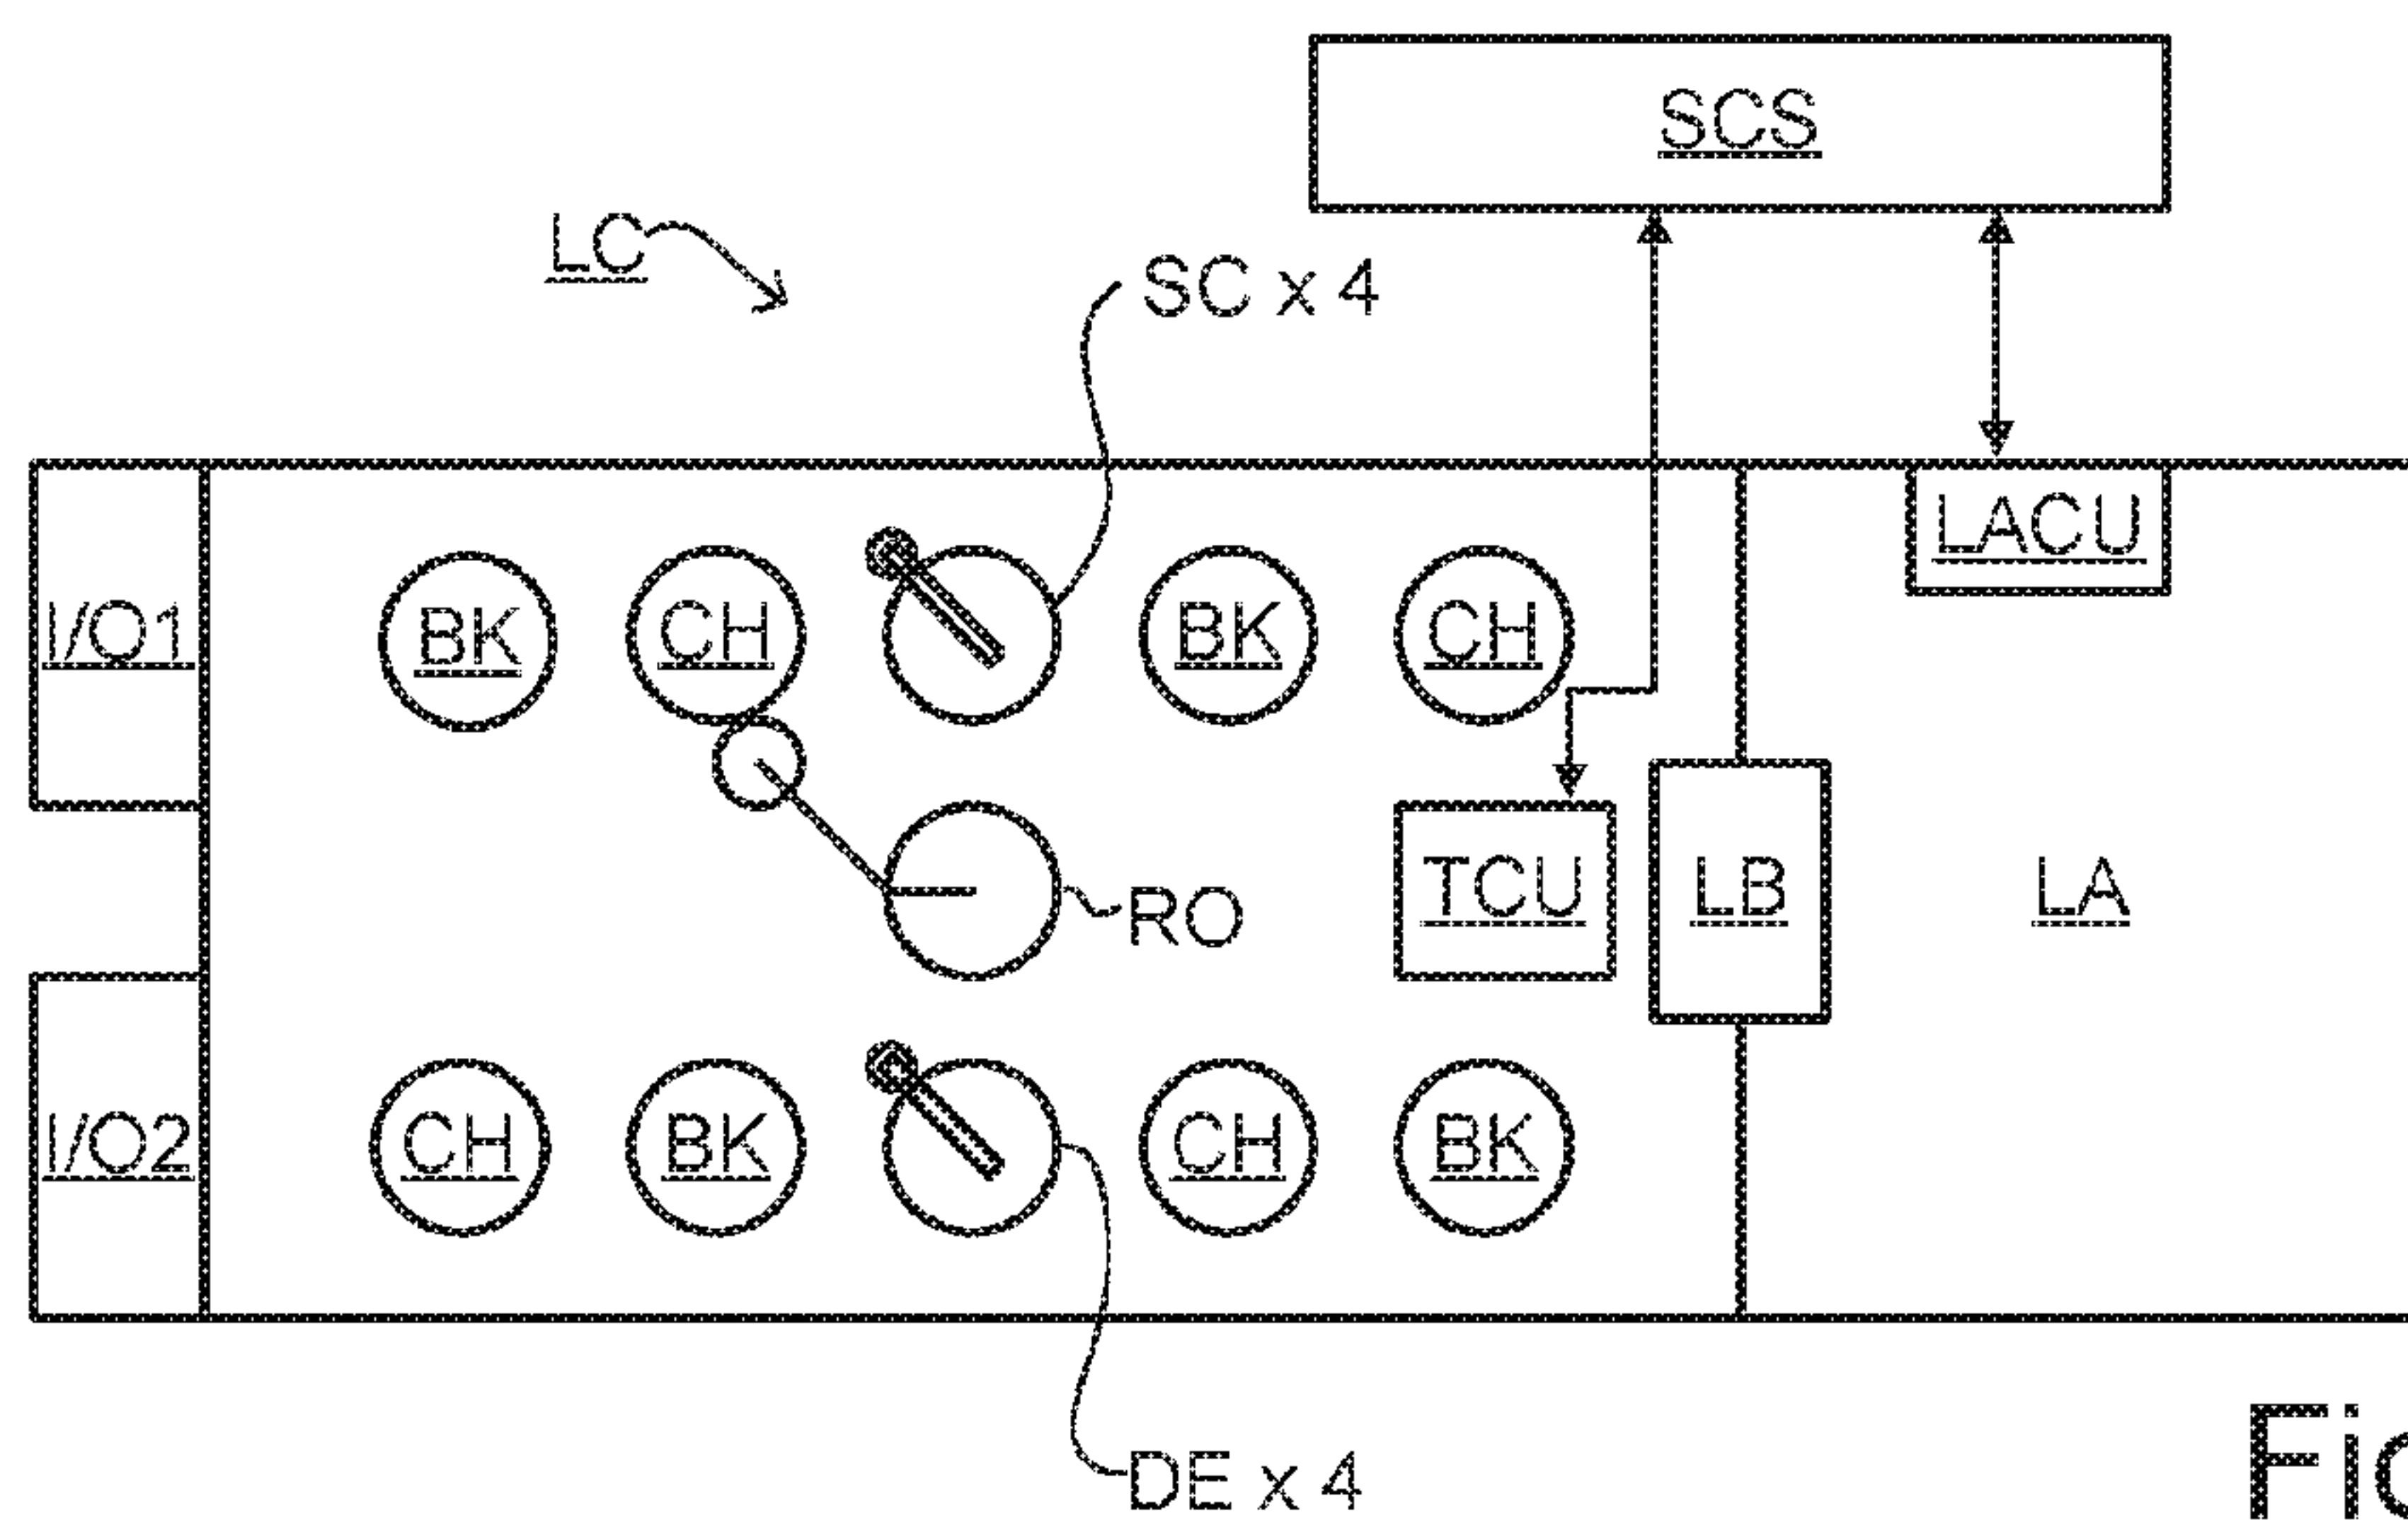 SCS
LC
SC x 4
LACU
I/O1
BK
CH
BK
CH
RO
TCU
LB
LA
I/O2
CH
BK
CH
BK
DE x 4